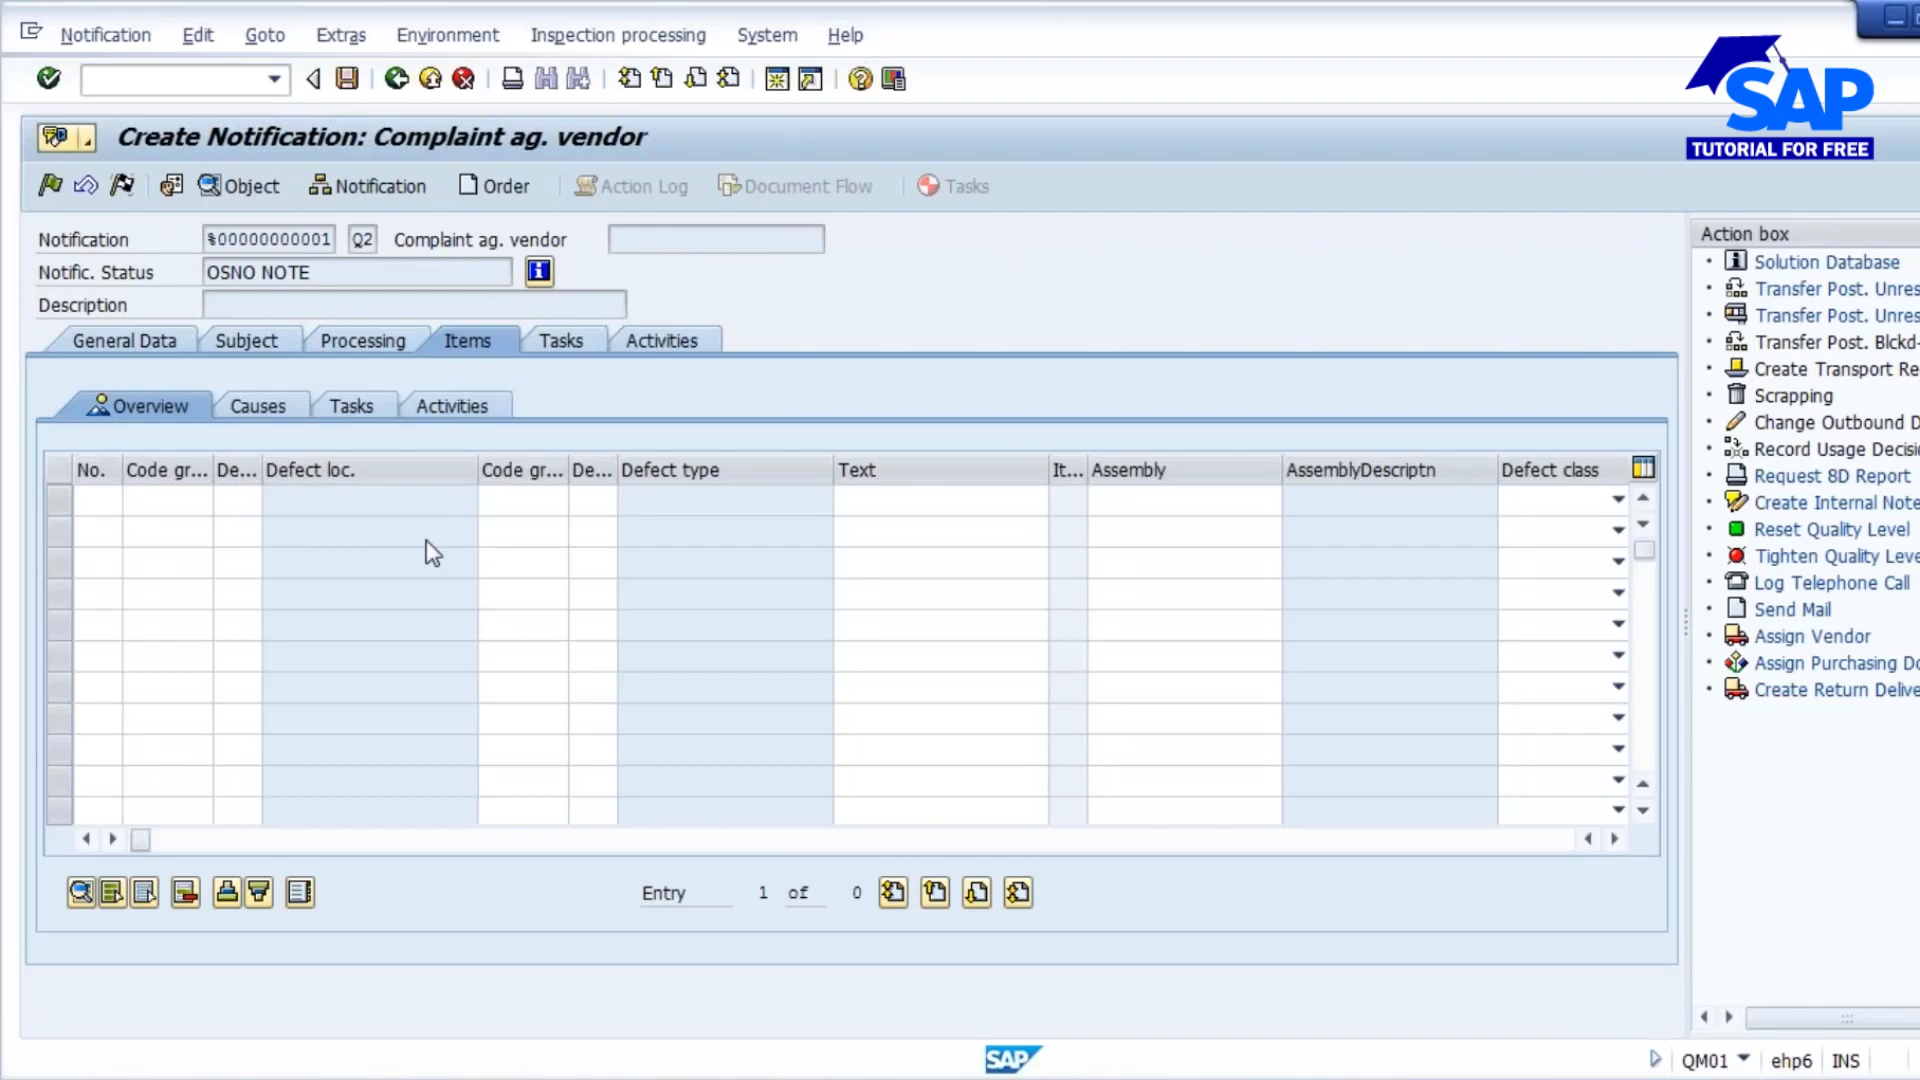 Notification Edit Goto Extras Environment Inspection processing System Help
SAP
TUTORIAL FOR FREE
Create Notification: Complaint ag. vendor
Object Notification Order Action Log Document Flow Tasks
Notification %00000000001 Q2 Complaint ag. vendor
Notific. Status OSNO NOTE
Description
General Data Subject Processing Items Tasks Activities
Overview Causes Tasks Activities
No. Code gr... De... Defect loc. Code gr... De... Defect type Text It... Assembly AssemblyDescriptn Defect class
Entry 1 of 0
Action box
Solution Database
Transfer Post. Unres
Transfer Post. Unres
Transfer Post. Blckd-
Create Transport Re
Scrapping
Change Outbound D
Record Usage Decisi
Request 8D Report
Create Internal Note
Reset Quality Level
Tighten Quality Leve
Log Telephone Call
Send Mail
Assign Vendor
Assign Purchasing Do
Create Return Delive
SAP
QM01 ehp6 INS